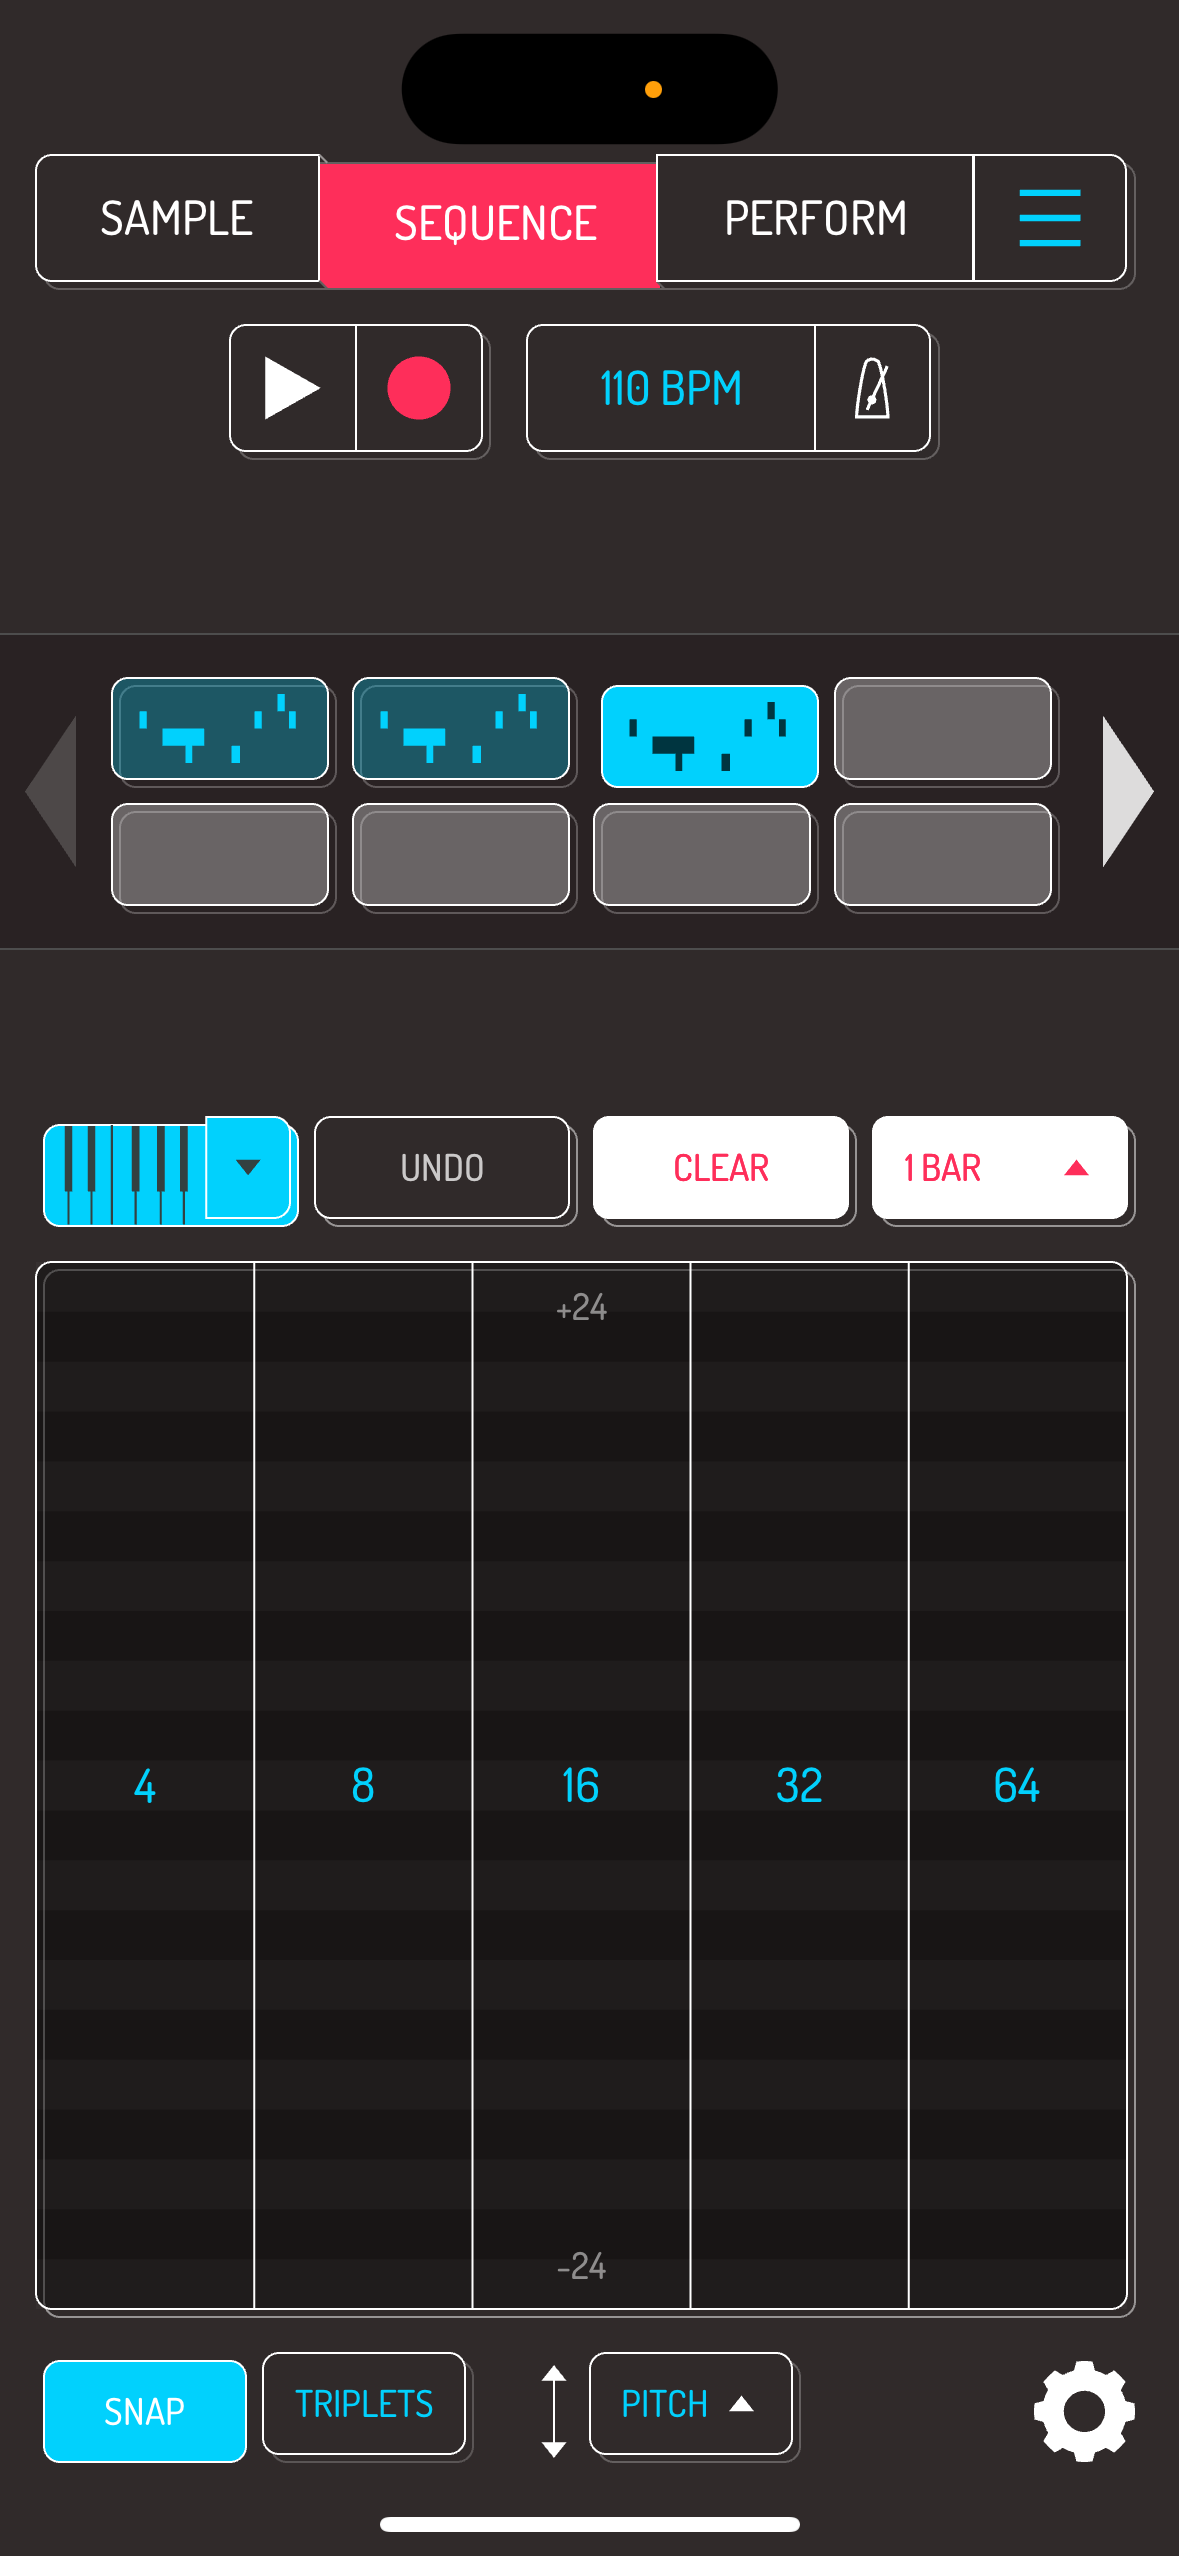 SAMPLE
SEQUENCE
PERFORM
110 BPM
UNDO
CLEAR
1 BAR
+24
4
8
16
32
64
-24
SNAP
TRIPLETS
PITCH